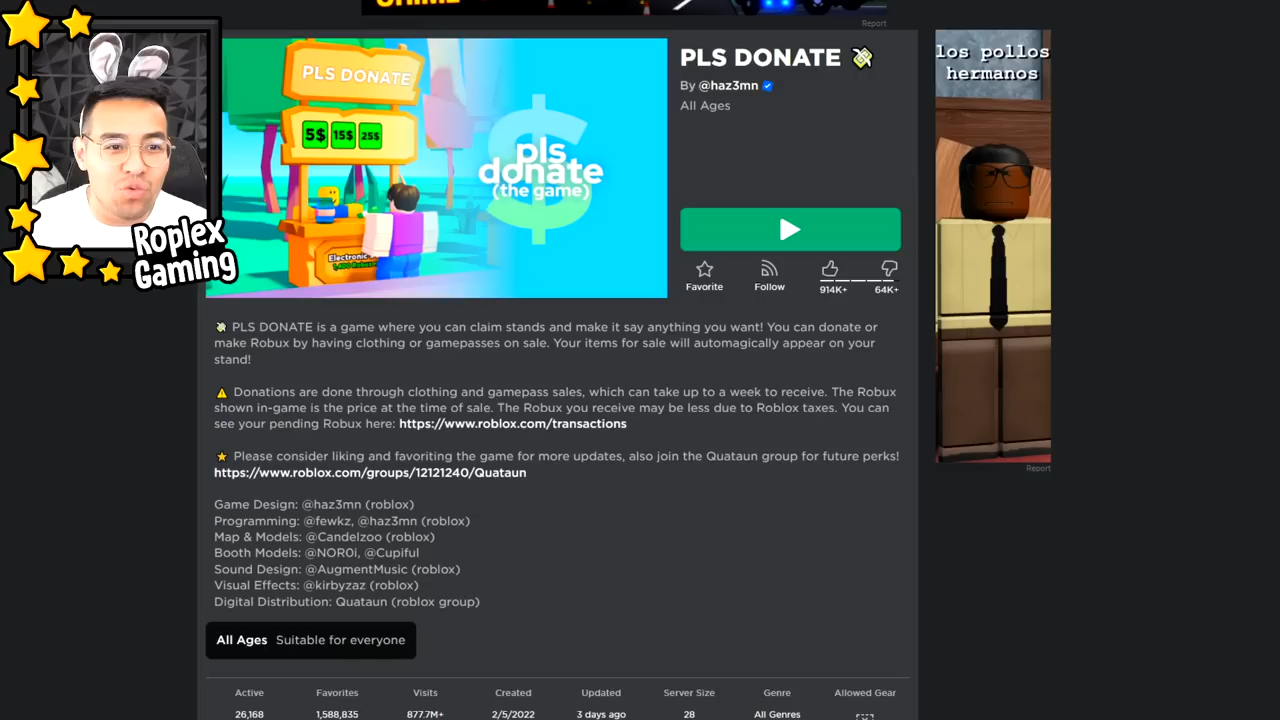 Report
PLS DONATE
5$ 15$ 25$
pls
donate
(the game)
PLS DONATE 💸
By @haz3mn
All Ages
Favorite
Follow
914K+
64K+
los pollos
hermanos
Report
Roplex
Gaming
💸 PLS DONATE is a game where you can claim stands and make it say anything you want! You can donate or
make Robux by having clothing or gamepasses on sale. Your items for sale will automagically appear on your
stand!
⚠️ Donations are done through clothing and gamepass sales, which can take up to a week to receive. The Robux
shown in-game is the price at the time of sale. The Robux you receive may be less due to Roblox taxes. You can
see your pending Robux here: https://www.roblox.com/transactions
⭐ Please consider liking and favoriting the game for more updates, also join the Quataun group for future perks!
https://www.roblox.com/groups/12121240/Quataun
Game Design: @haz3mn (roblox)
Programming: @fewkz, @haz3mn (roblox)
Map & Models: @Candelzoo (roblox)
Booth Models: @NOR0i, @Cupiful
Sound Design: @AugmentMusic (roblox)
Visual Effects: @kirbyzaz (roblox)
Digital Distribution: Quataun (roblox group)
All Ages Suitable for everyone
Active Favorites Visits Created Updated Server Size Genre Allowed Gear
26,168 1,588,835 877.7M+ 2/5/2022 3 days ago 28 All Genres